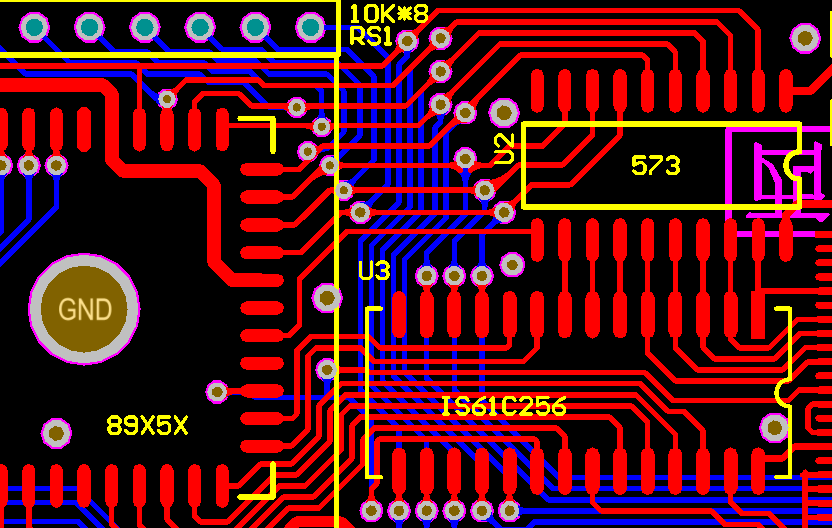 10K*8
RS1
U2
573
U3
GND
IS61C256
89X5X